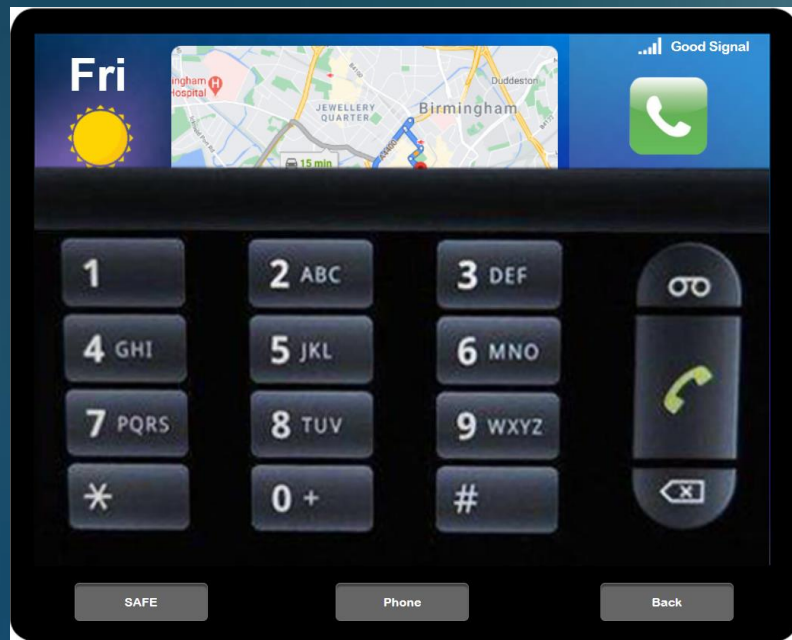 Fri
Good Signal
ingham
Hospital
H
Duddeston
JEWELLERY
QUARTER
Birmingham
15 min
1
2 ABC
3 DEF
4 GHI
5 JKL
6 MNO
7 PQRS
8 TUV
9 WXYZ
*
0 +
#
SAFE
Phone
Back